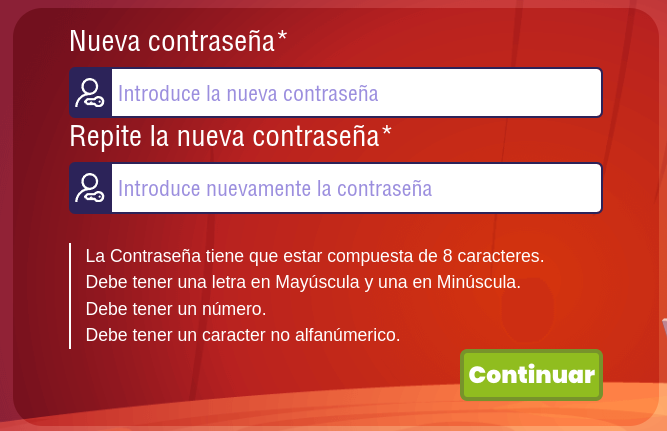 Nueva contraseña*
Introduce la nueva contraseña
Repite la nueva contraseña*
Introduce nuevamente la contraseña
La Contraseña tiene que estar compuesta de 8 caracteres.
Debe tener una letra en Mayúscula y una en Minúscula.
Debe tener un número.
Debe tener un caracter no alfanúmerico.
Continuar